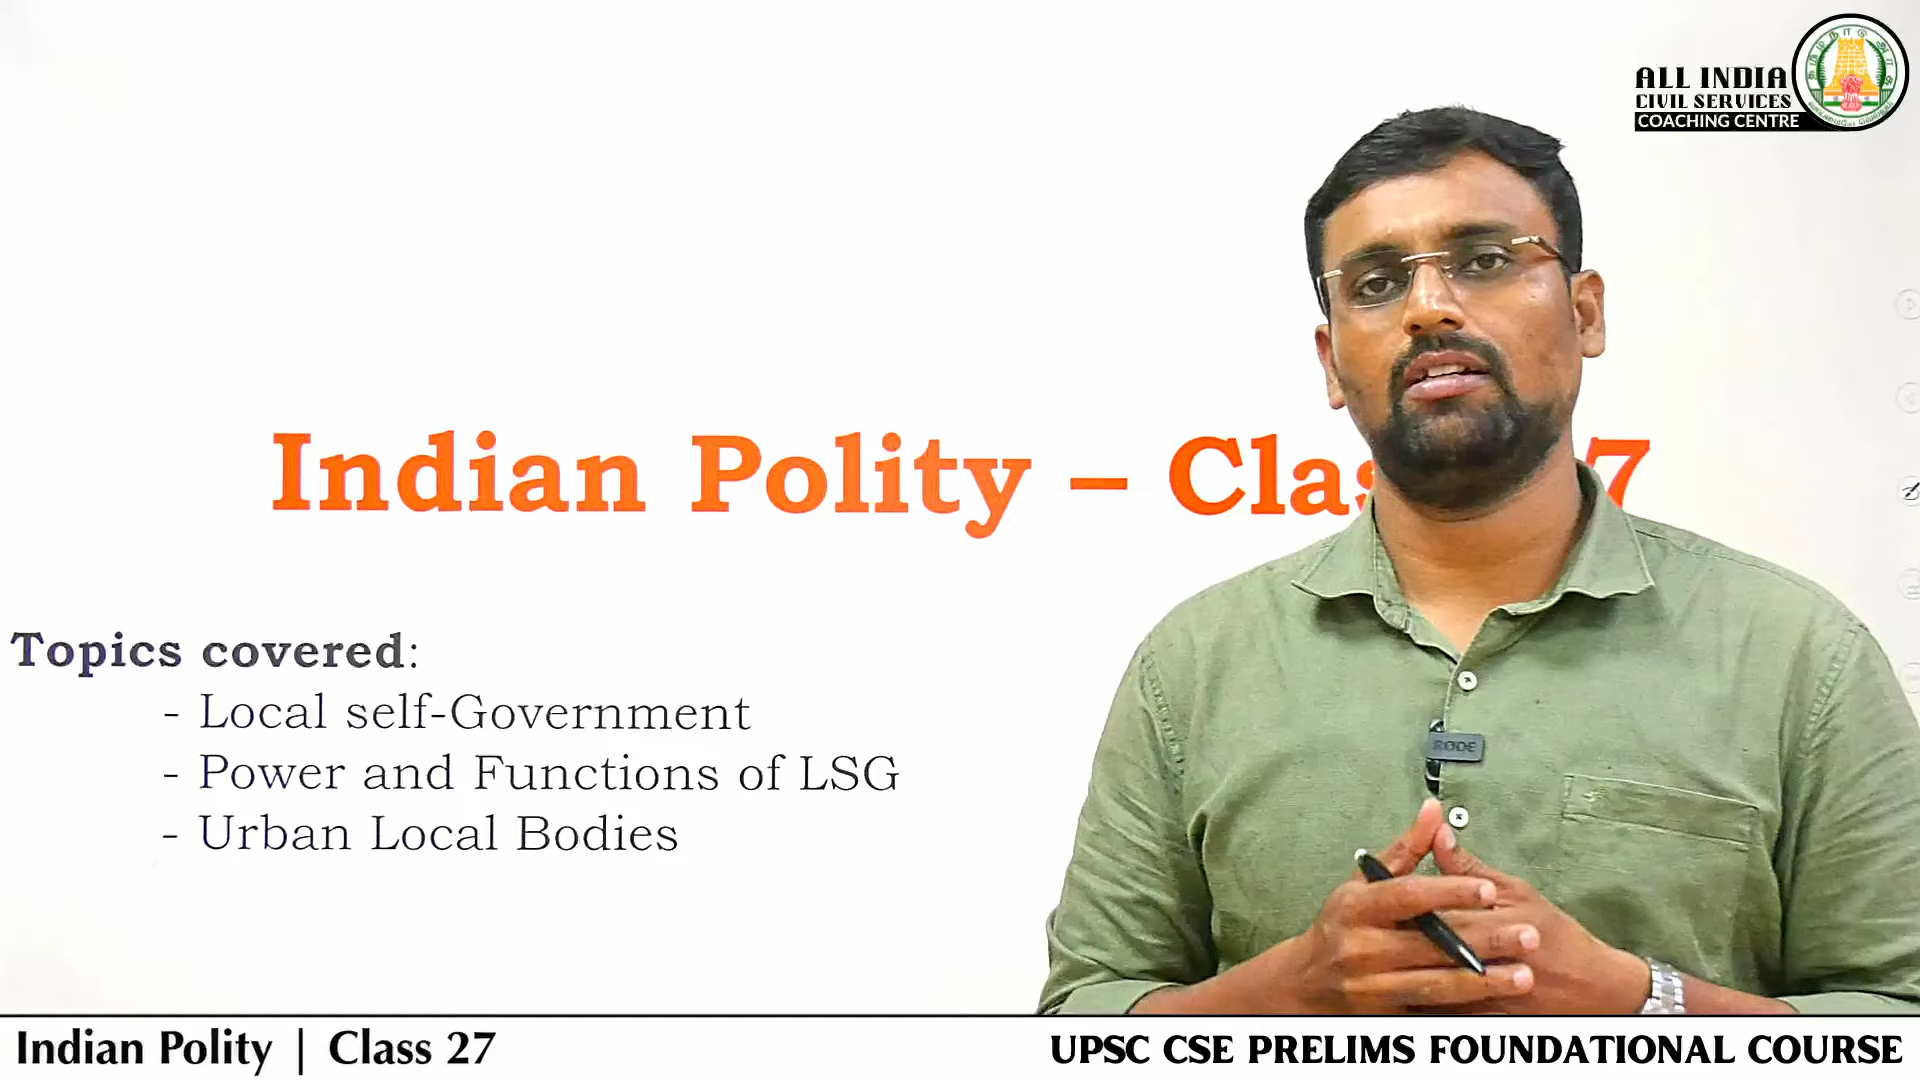 ALL INDIA
CIVIL SERVICES
COACHING CENTRE
Indian Polity – Clas 7
Topics covered:
- Local self-Government
- Power and Functions of LSG
- Urban Local Bodies
RODE
Indian Polity | Class 27
UPSC CSE PRELIMS FOUNDATIONAL COURSE